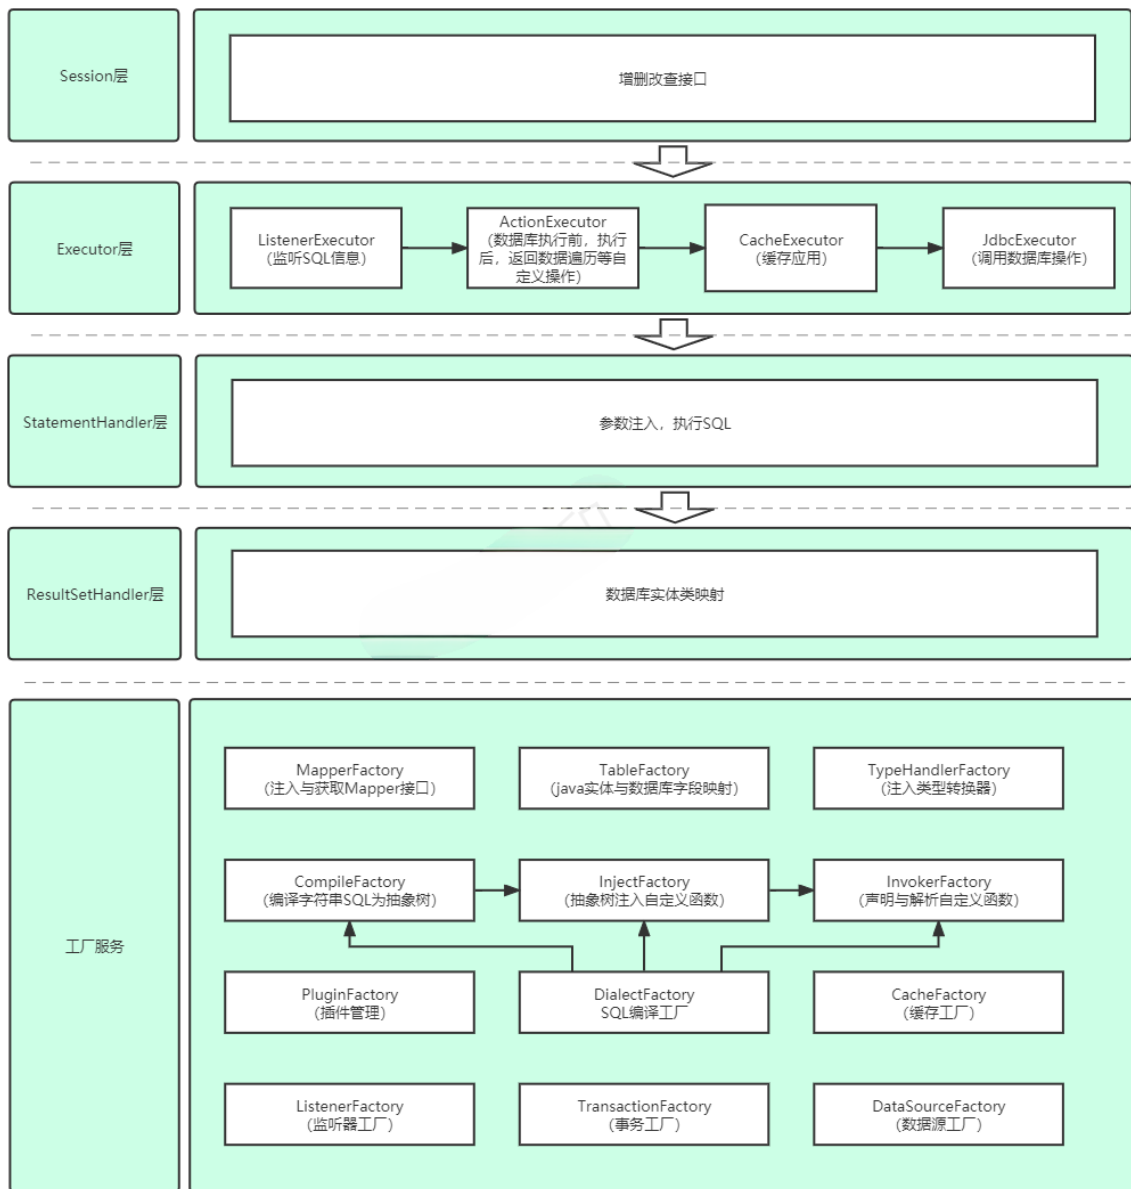 Session层
增删改查接口
Executor层
ListenerExecutor
(监听SQL信息)
ActionExecutor
(数据库执行前，执行
后，返回数据遍历等自
定义操作)
CacheExecutor
(缓存应用)
JdbcExecutor
(调用数据库操作)
StatementHandler层
参数注入，执行SQL
ResultSetHandler层
数据库实体类映射
工厂服务
MapperFactory
(注入与获取Mapper接口)
TableFactory
(java实体与数据库字段映射)
TypeHandlerFactory
(注入类型转换器)
CompileFactory
(编译字符串SQL为抽象树)
InjectFactory
(抽象树注入自定义函数)
InvokerFactory
(声明与解析自定义函数)
PluginFactory
(插件管理)
DialectFactory
SQL编译工厂
CacheFactory
(缓存工厂)
ListenerFactory
(监听器工厂)
TransactionFactory
(事务工厂)
DataSourceFactory
(数据源工厂)